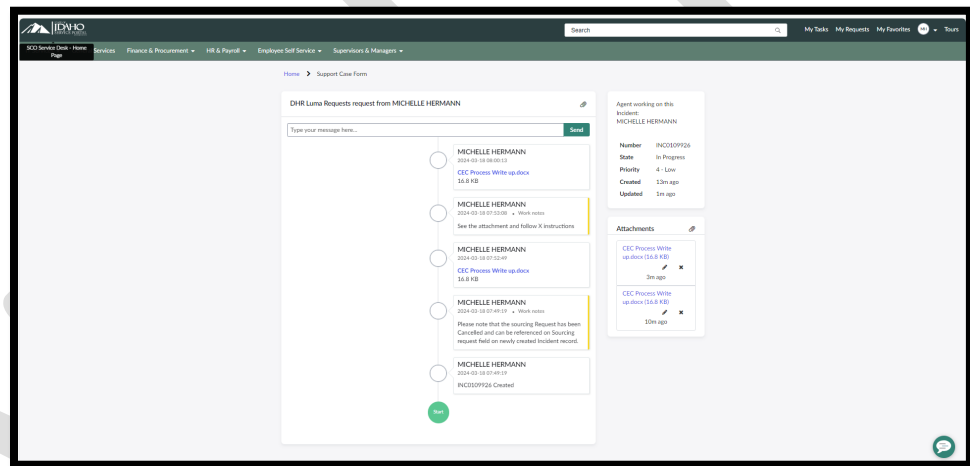 IDAHO
Search
My Tasks My Requests My Favorites MH Tours
SCO Service Desk - Home
Page
Services Finance & Procurement HR & Payroll Employee Self Service Supervisors & Managers
Home > Support Case Form
DHR Luma Requests request from MICHELLE HERMANN
Type your message here...
Send
MICHELLE HERMANN
2024-03-18 08:00:13
CEC Process Write up.docx
16.8 KB
MICHELLE HERMANN
2024-03-18 07:53:08 • Work notes
See the attachment and follow X instructions
MICHELLE HERMANN
2024-03-18 07:52:49
CEC Process Write up.docx
16.8 KB
MICHELLE HERMANN
2024-03-18 07:49:19 • Work notes
Please note that the sourcing Request has been
Cancelled and can be referenced on Sourcing
request field on newly created Incident record.
MICHELLE HERMANN
2024-03-18 07:49:19
INC0109926 Created
Start
Agent working on this
Incident:
MICHELLE HERMANN
Number INC0109926
State In Progress
Priority 4 - Low
Created 13m ago
Updated 1m ago
Attachments
CEC Process Write
up.docx (16.8 KB)
3m ago
CEC Process Write
up.docx (16.8 KB)
10m ago